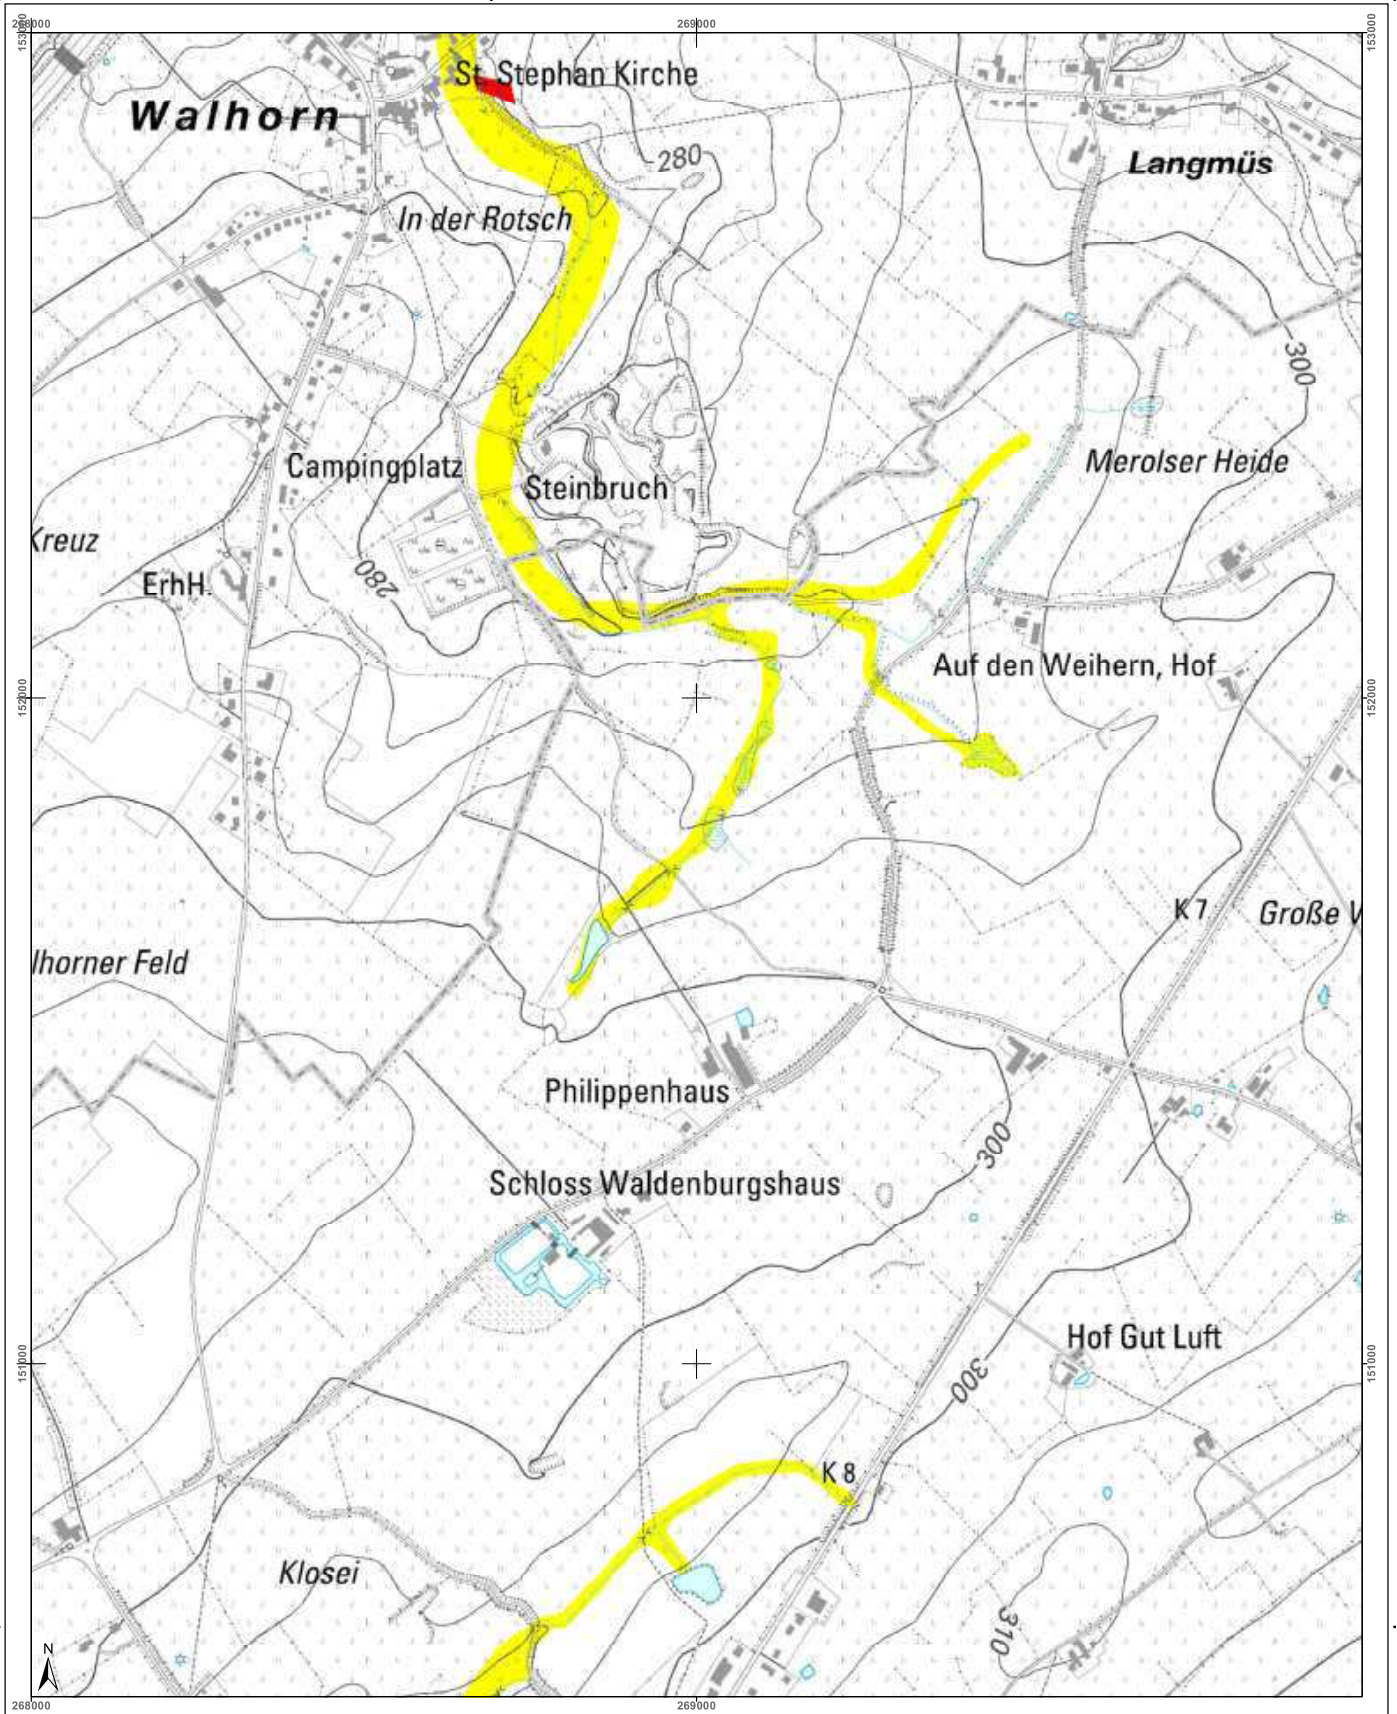 268000
269000
153000
153000
St. Stephan Kirche
Walhorn
280
Langmüs
In der Rotsch
300
Campingplatz
Steinbruch
Merolser Heide
Kreuz
280
ErhH.
Auf den Weihern, Hof
152000
152000
K 7
Große
lhorner Feld
Philippenhaus
300
Schloss Waldenburgshaus
Hof Gut Luft
151000
151000
300
K 8
Klosei
310
N
268000
269000